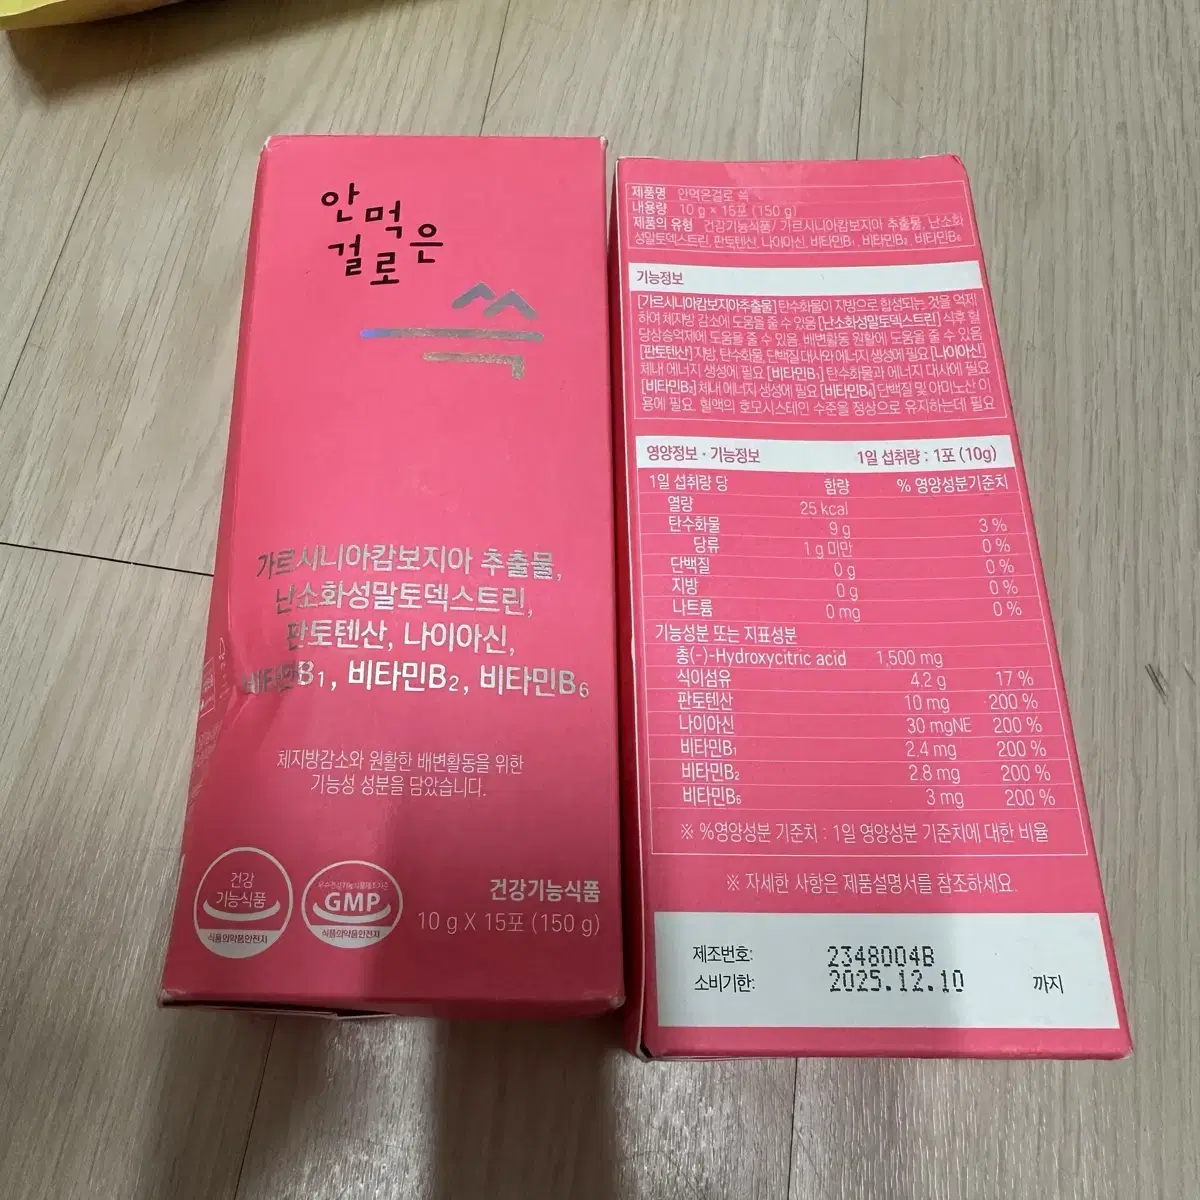 안먹은
걸로
쓱
가르시니아캄보지아 추출물,
난소화성말토덱스트린,
판토텐산, 나이아신,
비타민B₁, 비타민B₂, 비타민B₆
체지방감소와 원활한 배변활동을 위한
기능성 성분을 담았습니다.
건강
기능식품
식품의약품안전처
GMP
식품의약품안전처
건강기능식품
10 g X 15포 (150 g)
제품명 안먹은걸로 쓱
내용량 10 g × 15포 (150 g)
제품의 유형 건강기능식품/ 가르시니아캄보지아 추출물, 난소화
성말토덱스트린, 판토텐산, 나이아신, 비타민B₁, 비타민B₂, 비타민B₆
기능정보
[가르시니아캄보지아추출물] 탄수화물이 지방으로 합성되는 것을 억제
하여 체지방 감소에 도움을 줄 수 있음 [난소화성말토덱스트린] 식후 혈
당상승억제에 도움을 줄 수 있음, 배변활동 원활에 도움을 줄 수 있음
[판토텐산] 지방, 탄수화물, 단백질 대사와 에너지 생성에 필요 [나이아신]
체내 에너지 생성에 필요 [비타민B₁] 탄수화물과 에너지 대사에 필요
[비타민B₂] 체내 에너지 생성에 필요 [비타민B₆] 단백질 및 아미노산 이
용에 필요, 혈액의 호모시스테인 수준을 정상으로 유지하는데 필요
영양정보 · 기능정보 1일 섭취량 : 1포 (10g)
1일 섭취량 당 함량 % 영양성분기준치
열량 25 kcal
탄수화물 9 g 3 %
당류 1 g 미만 0 %
단백질 0 g 0 %
지방 0 g 0 %
나트륨 0 mg 0 %
기능성분 또는 지표성분
총(-)-Hydroxycitric acid 1,500 mg
식이섬유 4.2 g 17 %
판토텐산 10 mg 200 %
나이아신 30 mgNE 200 %
비타민B₁ 2.4 mg 200 %
비타민B₂ 2.8 mg 200 %
비타민B₆ 3 mg 200 %
※ %영양성분 기준치 : 1일 영양성분 기준치에 대한 비율
※ 자세한 사항은 제품설명서를 참조하세요.
제조번호: 2348004B
소비기한: 2025.12.10 까지